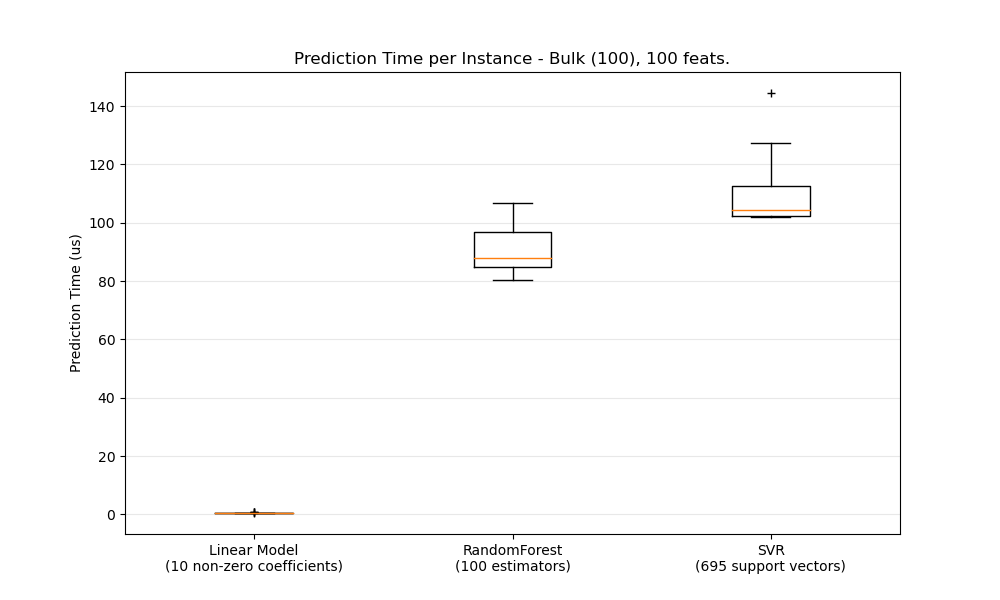 Prediction Time per Instance - Bulk (100), 100 feats.
Prediction Time (us)
140
120
100
80
60
40
20
0
Linear Model
(10 non-zero coefficients)
RandomForest
(100 estimators)
SVR
(695 support vectors)